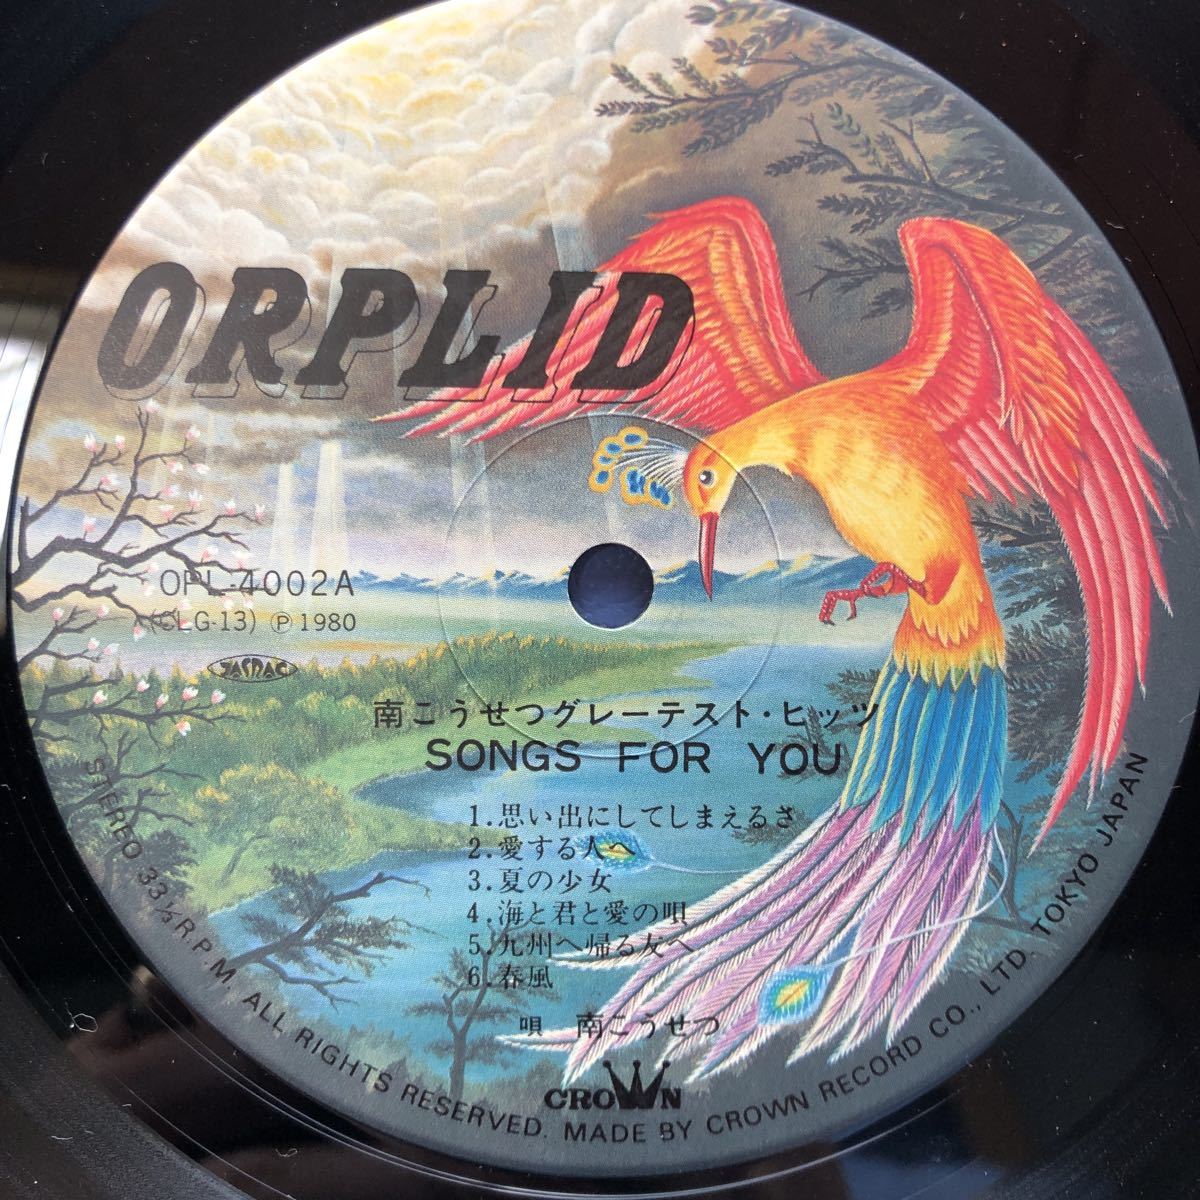 ORPLID
OPL-4002A
(CLG-13) Ⓟ 1980
JASRAC
南こうせつグレーテスト・ヒッツ
SONGS FOR YOU
1.思い出にしてしまえるさ
2.愛する人へ
3.夏の少女
4.海と君と愛の唄
5.九州へ帰る友へ
6.春風
唄 南こうせつ
CROWN
STEREO 33⅓R.P.M. ALL RIGHTS RESERVED. MADE BY CROWN RECORD CO., LTD. TOKYO JAPAN